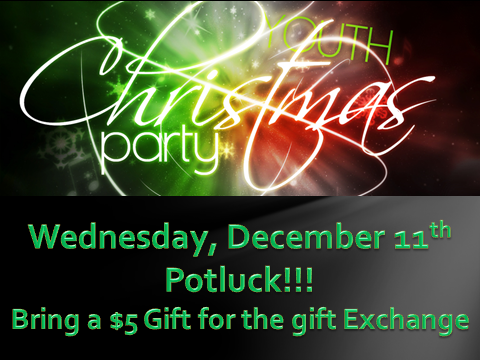 YOUTH
Christmas
party
Wednesday, December 11th
Potluck!!!
Bring a $5 Gift for the gift Exchange